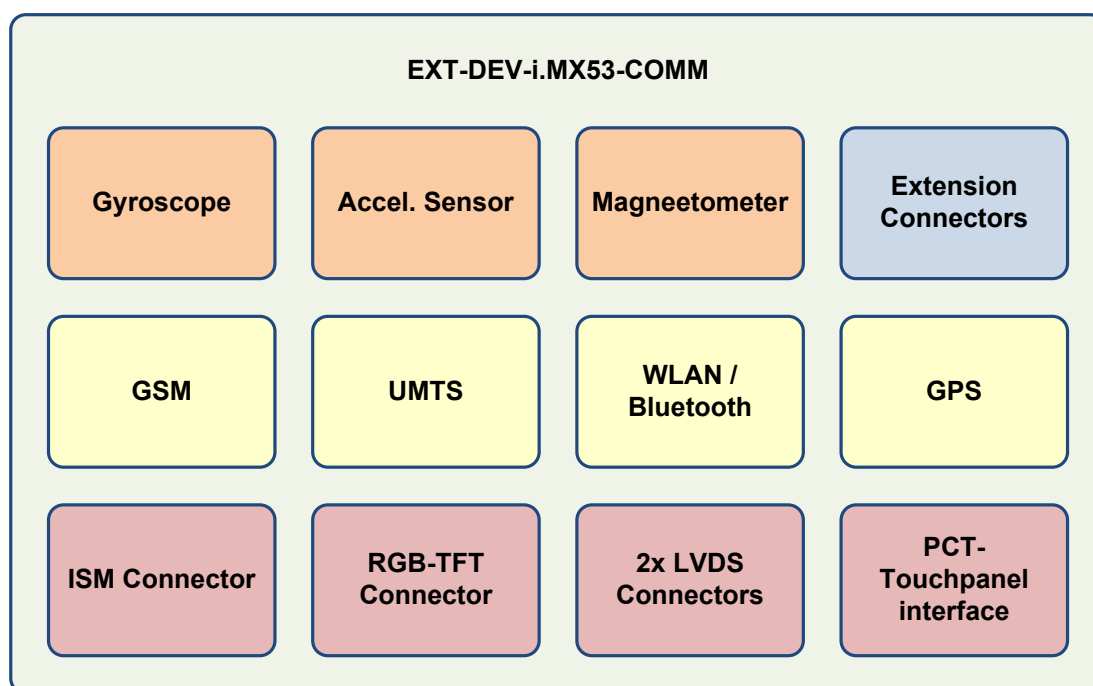 EXT-DEV-i.MX53-COMM
Gyroscope
Accel. Sensor
Magneetometer
Extension
Connectors
GSM
UMTS
WLAN /
Bluetooth
GPS
ISM Connector
RGB-TFT
Connector
2x LVDS
Connectors
PCT-
Touchpanel
interface